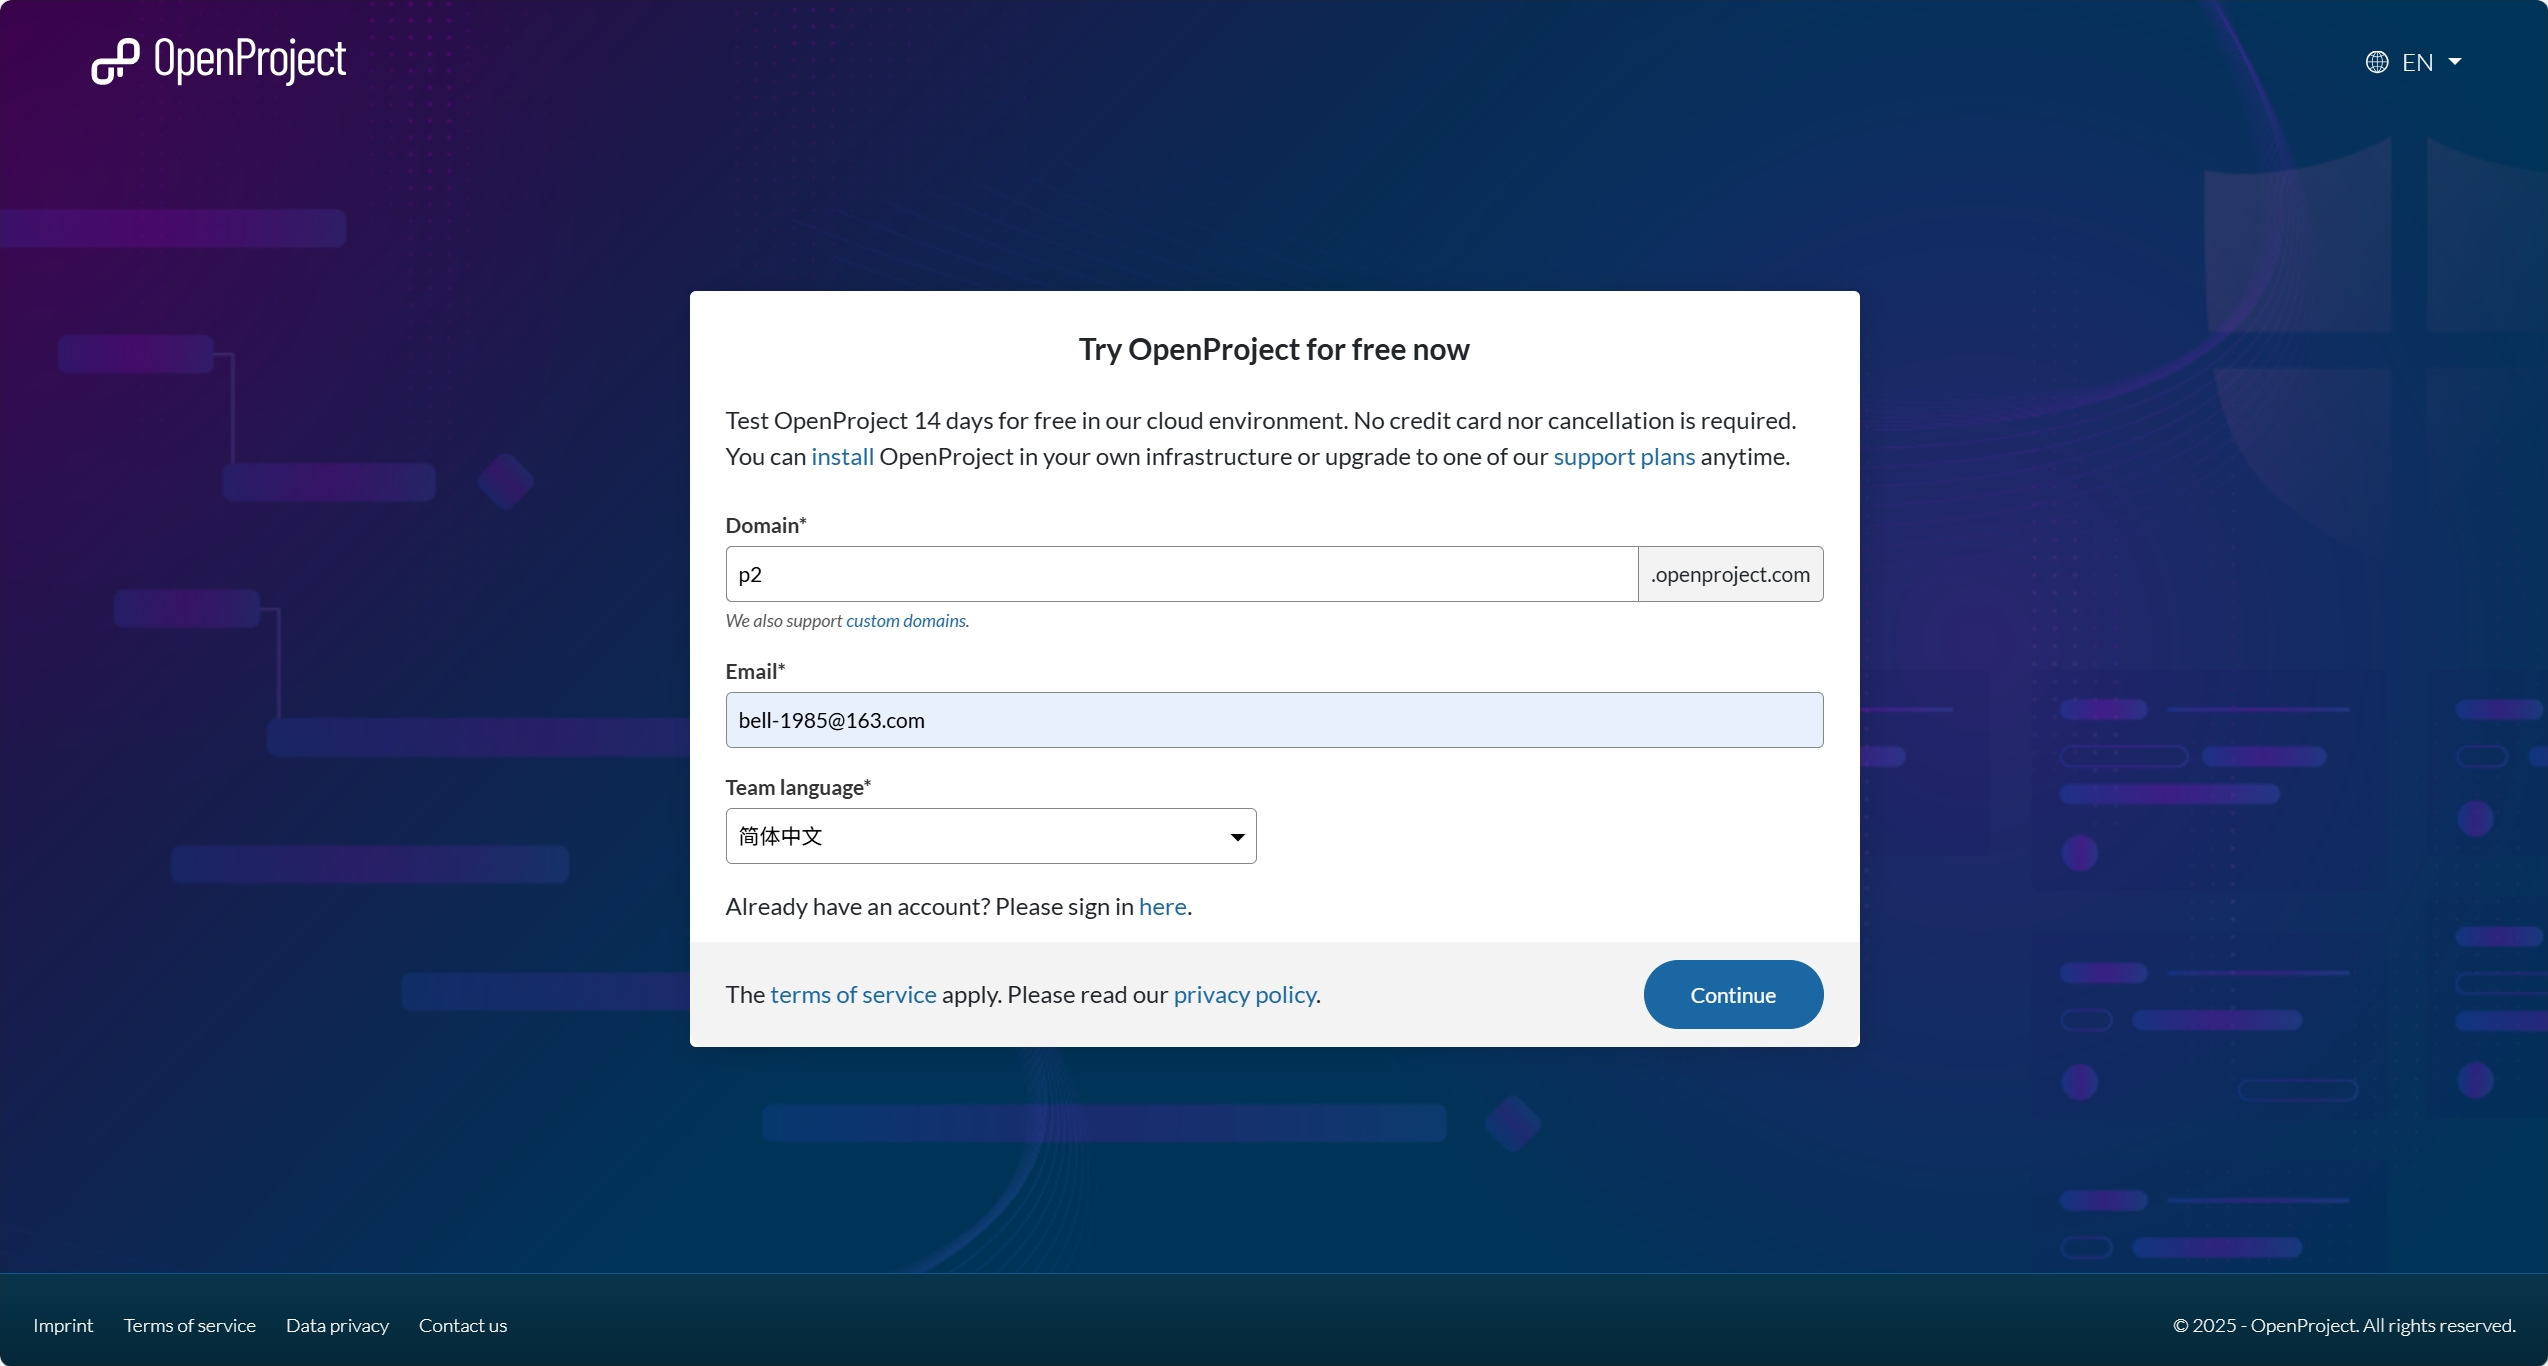 OpenProject
EN
Try OpenProject for free now
Test OpenProject 14 days for free in our cloud environment. No credit card nor cancellation is required.
You can install OpenProject in your own infrastructure or upgrade to one of our support plans anytime.
Domain*
p2
.openproject.com
We also support custom domains.
Email*
bell-1985@163.com
Team language*
简体中文
Already have an account? Please sign in here.
The terms of service apply. Please read our privacy policy.
Continue
Imprint
Terms of service
Data privacy
Contact us
© 2025 - OpenProject. All rights reserved.